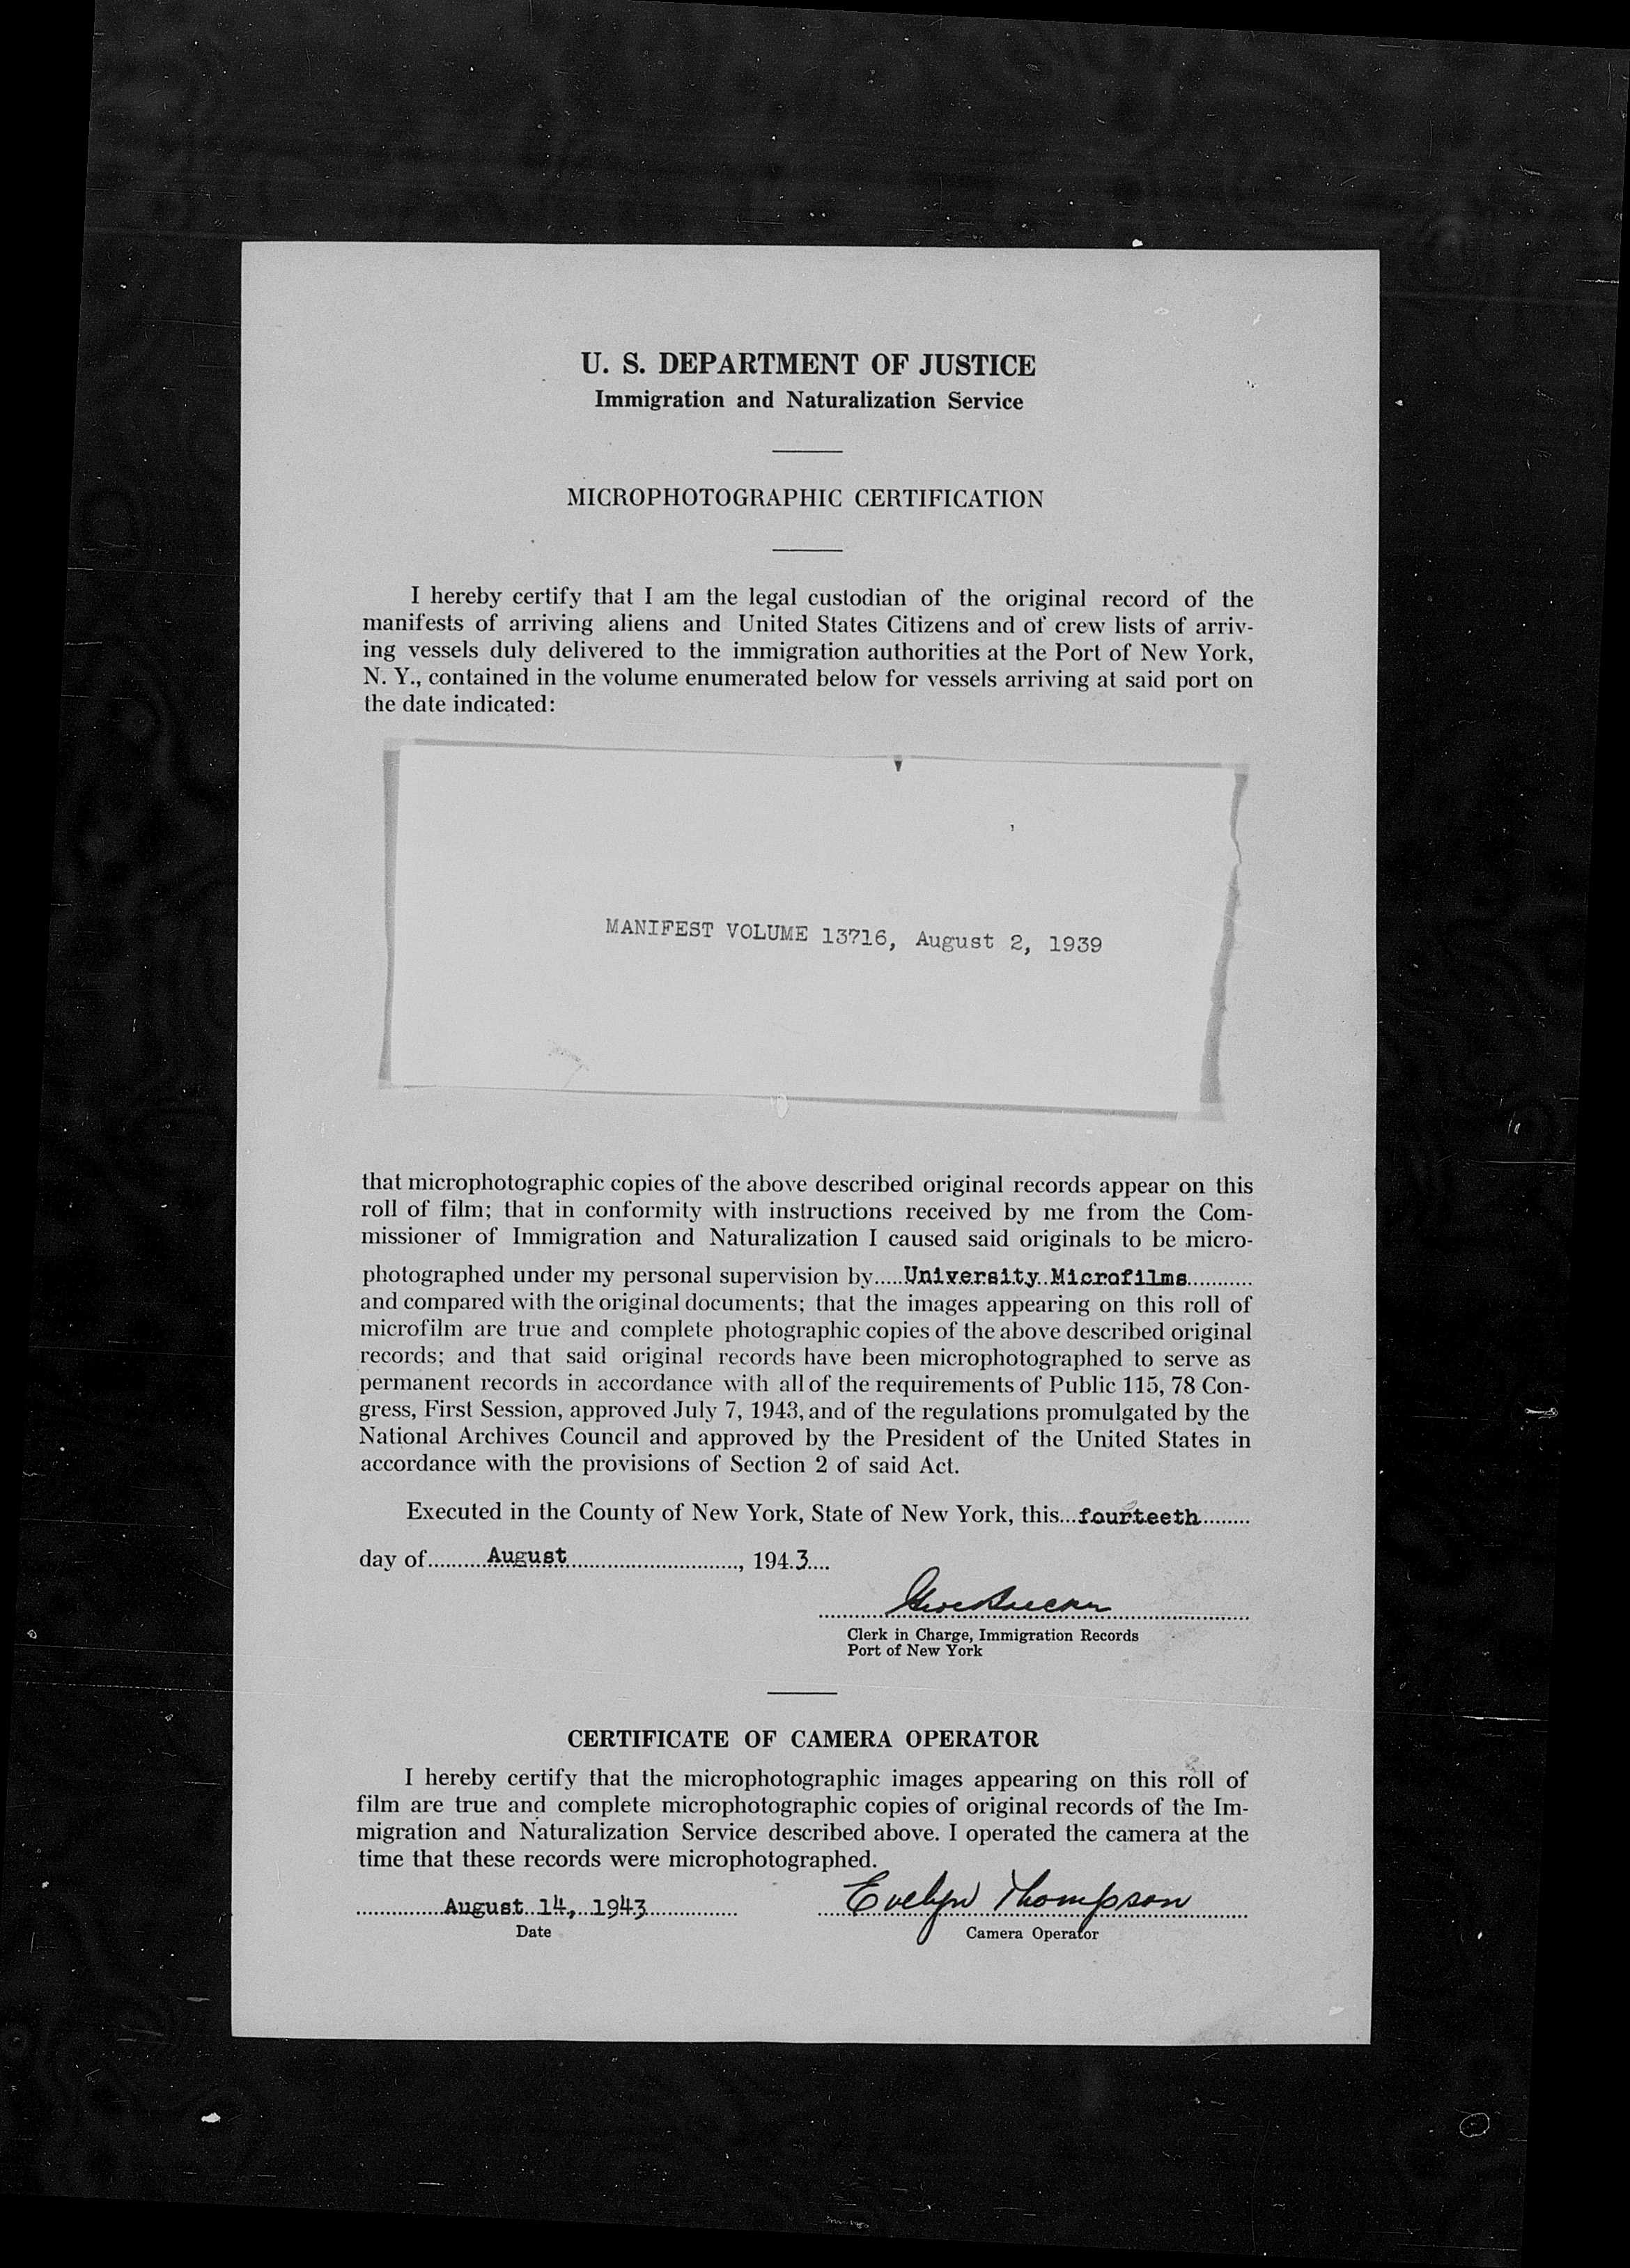 U. S. DEPARTMENT OF JUSTICE
Immigration and Naturalization Service
MICROPHOTOGRAPHIC CERTIFICATION
I hereby certify that I am the legal custodian of the original record of the
manifests of arriving aliens and United States Citizens and of crew lists of arriv-
ing vessels duly delivered to the immigration authorities at the Port of New York,
N. Y., contained in the volume enumerated below for vessels arriving at said port on
the date indicated:
MANIFEST VOLUME 13716, August 2, 1939
that microphotographic copies of the above described original records appear on this
roll of film; that in conformity with instructions received by me from the Com-
missioner of Immigration and Naturalization I caused said originals to be micro-
photographed under my personal supervision by.....University Microfilms...........
and compared with the original documents; that the images appearing on this roll of
microfilm are true and complete photographic copies of the above described original
records; and that said original records have been microphotographed to serve as
permanent records in accordance with all of the requirements of Public 115, 78 Con-
gress, First Session, approved July 7, 1943, and of the regulations promulgated by the
National Archives Council and approved by the President of the United States in
accordance with the provisions of Section 2 of said Act.
Executed in the County of New York, State of New York, this...fourteeth.........
day of..........August.............................., 194.3....
Clerk in Charge, Immigration Records
Port of New York
CERTIFICATE OF CAMERA OPERATOR
I hereby certify that the microphotographic images appearing on this roll of
film are true and complete microphotographic copies of original records of the Im-
migration and Naturalization Service described above. I operated the camera at the
time that these records were microphotographed.
August 14, 1943 Evelyn Thompson
Date Camera Operator